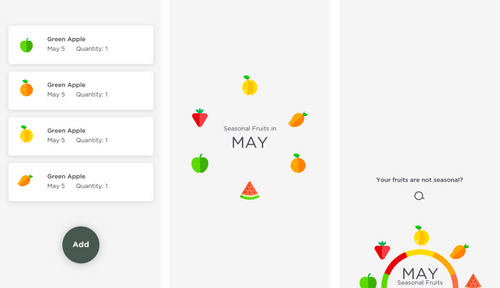 Green Apple
May 5 Quantity: 1
Green Apple
May 5 Quantity: 1
Green Apple
May 5 Quantity: 1
Green Apple
May 5 Quantity: 1
Add
Seasonal Fruits in
MAY
Your fruits are not seasonal?
MAY
Seasonal Fruits